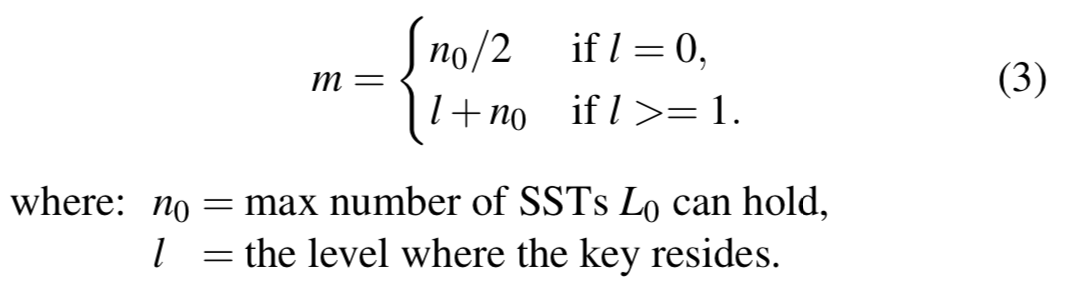 m = { n₀/2 if l = 0,
l + n₀ if l >= 1. (3)
where: n₀ = max number of SSTs L₀ can hold,
l = the level where the key resides.